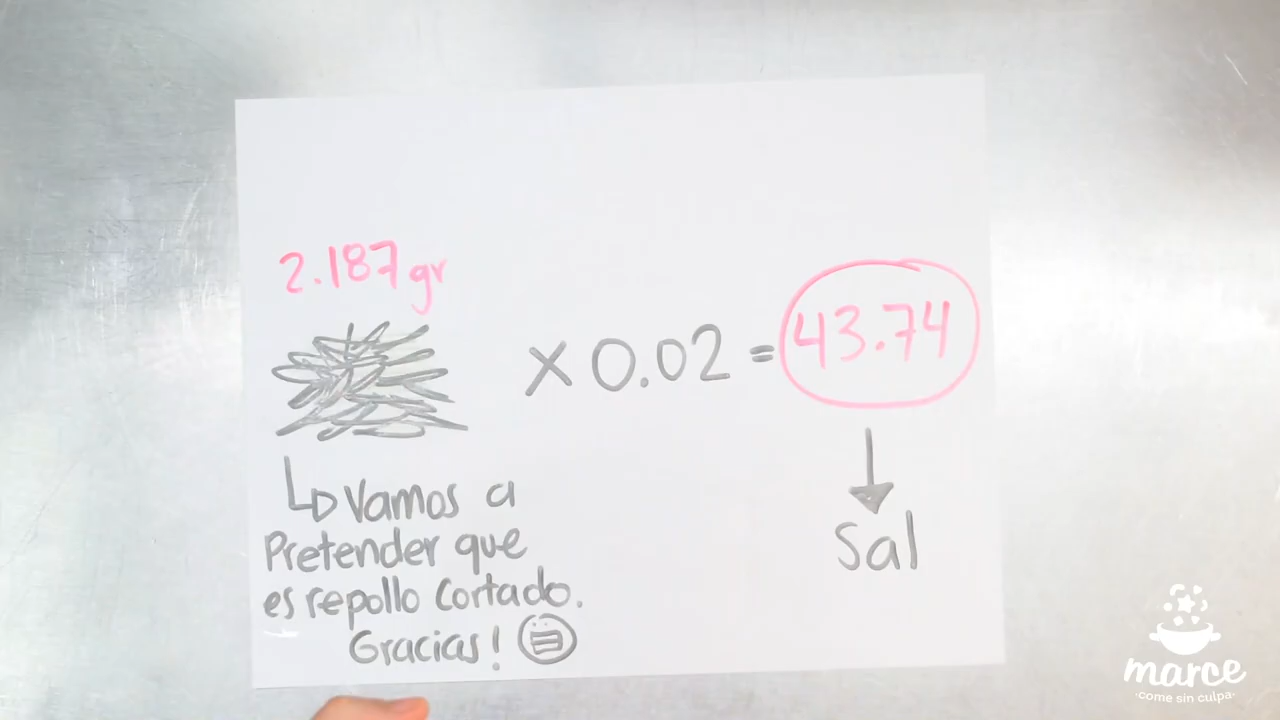 2.187 gr
x 0.02 = 43.74
Vamos a
Pretender que
es repollo cortado.
Gracias!
Sal
marce
·come sin culpa·